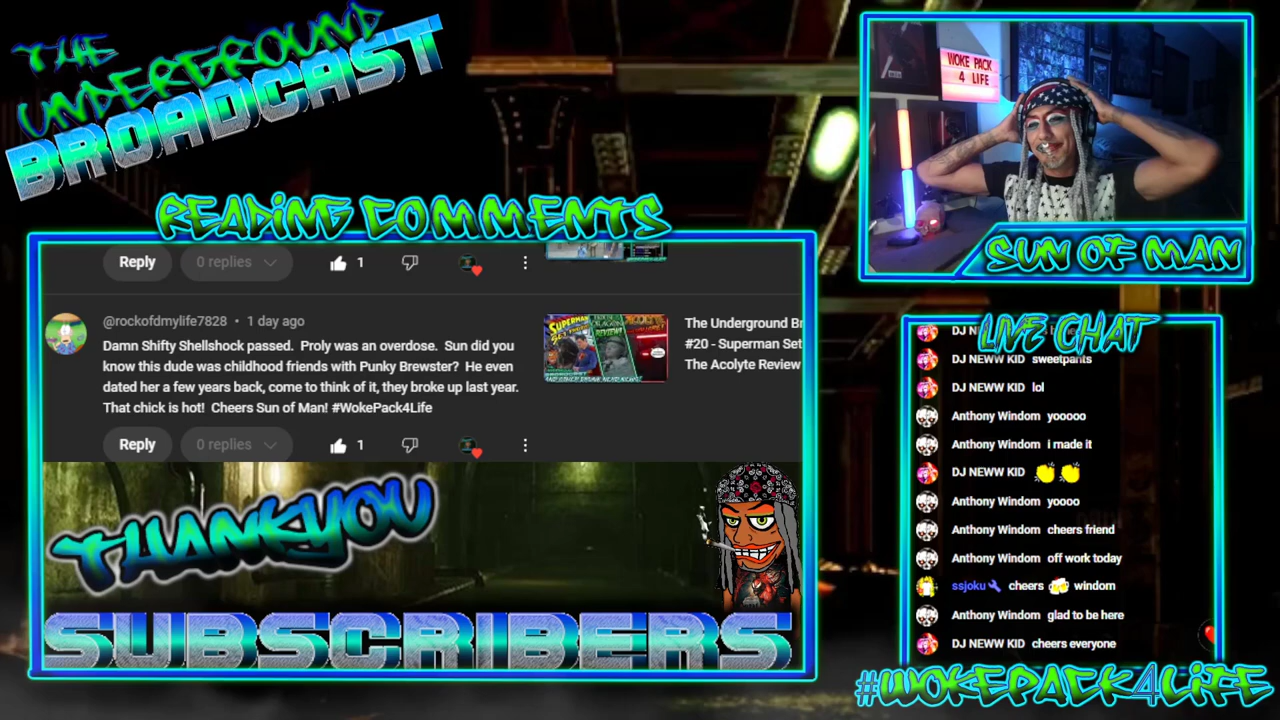 THE
UNDERGROUND
BROADCAST
WOKE PACK
4 LIFE
SUN OF MAN
READING COMMENTS
Reply
0 replies
1
@rockofdmylife7828 • 1 day ago
Damn Shifty Shellshock passed. Proly was an overdose. Sun did you
know this dude was childhood friends with Punky Brewster? He even
dated her a few years back, come to think of it, they broke up last year.
That chick is hot! Cheers Sun of Man! #WokePack4Life
SUPERMAN
REVIEW
The Underground Br
#20 - Superman Set
The Acolyte Review
Reply
0 replies
1
THANK YOU
SUBSCRIBERS
LIVE CHAT
DJ N
DJ NEWW KID sweetpants
DJ NEWW KID lol
Anthony Windom yooooo
Anthony Windom i made it
DJ NEWW KID 👏 👏
Anthony Windom yoooo
Anthony Windom cheers friend
Anthony Windom off work today
ssjoku🔧 cheers 🍻 windom
Anthony Windom glad to be here
DJ NEWW KID cheers everyone
#WOKEPACK4LIFE